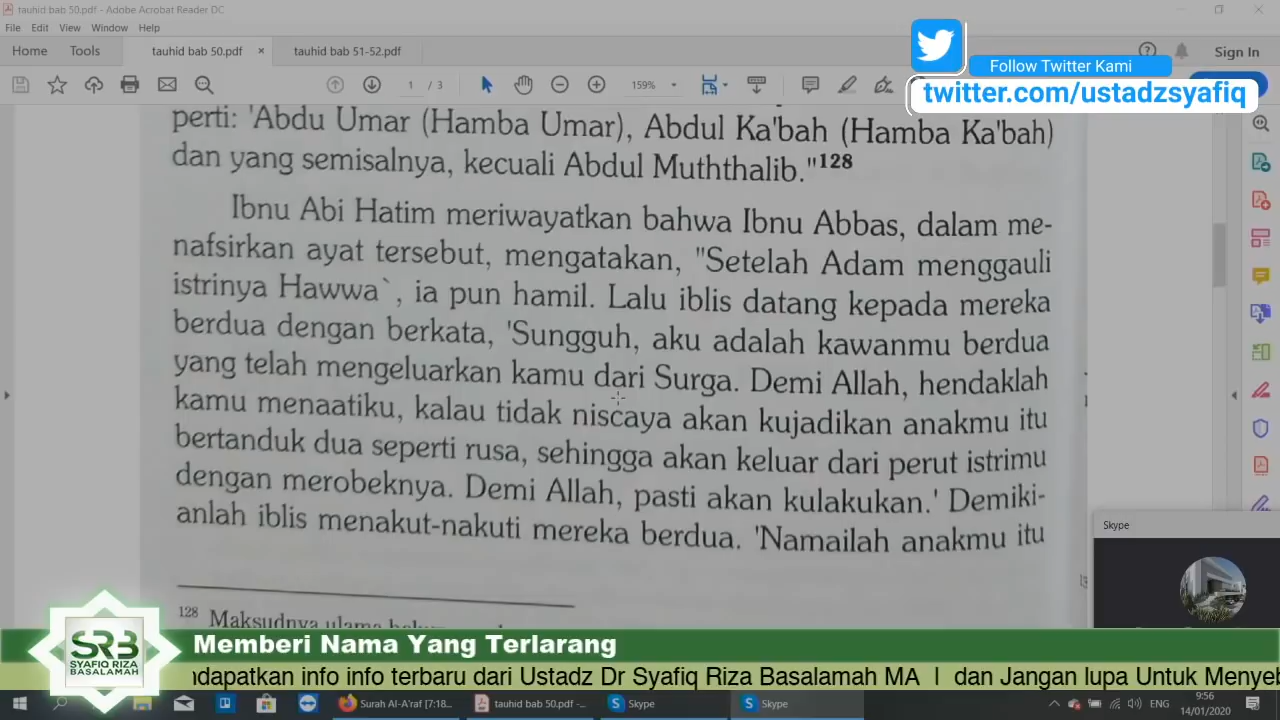 tauhid bab 50.pdf - Adobe Acrobat Reader DC
File Edit View Window Help
Home Tools tauhid bab 50.pdf × tauhid bab 51-52.pdf Sign In
1 / 3 159%
Follow Twitter Kami
twitter.com/ustadzsyafiq
perti: 'Abdu Umar (Hamba Umar), Abdul Ka'bah (Hamba Ka'bah)
dan yang semisalnya, kecuali Abdul Muththalib."128
Ibnu Abi Hatim meriwayatkan bahwa Ibnu Abbas, dalam me-
nafsirkan ayat tersebut, mengatakan, "Setelah Adam menggauli
istrinya Hawwa`, ia pun hamil. Lalu iblis datang kepada mereka
berdua dengan berkata, 'Sungguh, aku adalah kawanmu berdua
yang telah mengeluarkan kamu dari Surga. Demi Allah, hendaklah
kamu menaatiku, kalau tidak niscaya akan kujadikan anakmu itu
bertanduk dua seperti rusa, sehingga akan keluar dari perut istrimu
dengan merobeknya. Demi Allah, pasti akan kulakukan.' Demiki-
anlah iblis menakut-nakuti mereka berdua. 'Namailah anakmu itu
128 Maksudnya ulama
Skype
SRB
SYAFIQ RIZA
BASALAMAH
Memberi Nama Yang Terlarang
ndapatkan info info terbaru dari Ustadz Dr Syafiq Riza Basalamah MA I dan Jangan lupa Untuk Menyeb
Surah Al-A'raf [7:18... tauhid bab 50.pdf -... Skype Skype ENG 9:56
14/01/2020